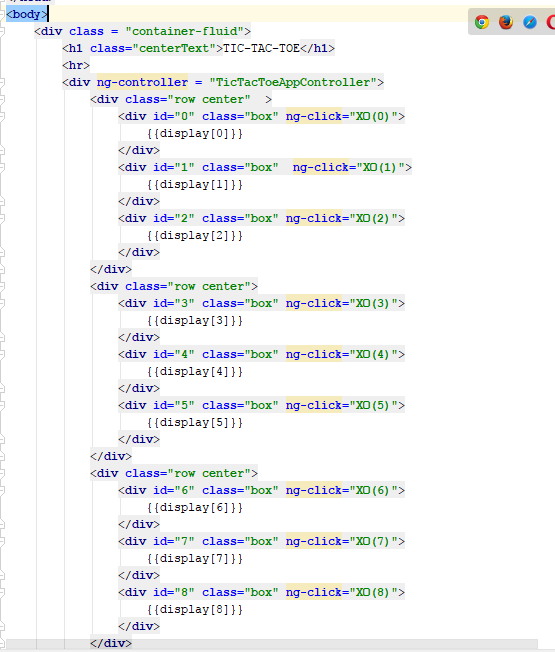 <body>
<div class = "container-fluid">
<h1 class="centerText">TIC-TAC-TOE</h1>
<hr>
<div ng-controller = "TicTacToeAppController">
<div class="row center"  >
<div id="0" class="box" ng-click="XO(0)">
{{display[0]}}
</div>
<div id="1" class="box"  ng-click="XO(1)">
{{display[1]}}
</div>
<div id="2" class="box" ng-click="XO(2)">
{{display[2]}}
</div>
</div>
<div class="row center">
<div id="3" class="box" ng-click="XO(3)">
{{display[3]}}
</div>
<div id="4" class="box" ng-click="XO(4)">
{{display[4]}}
</div>
<div id="5" class="box" ng-click="XO(5)">
{{display[5]}}
</div>
</div>
<div class="row center">
<div id="6" class="box" ng-click="XO(6)">
{{display[6]}}
</div>
<div id="7" class="box" ng-click="XO(7)">
{{display[7]}}
</div>
<div id="8" class="box" ng-click="XO(8)">
{{display[8]}}
</div>
</div>